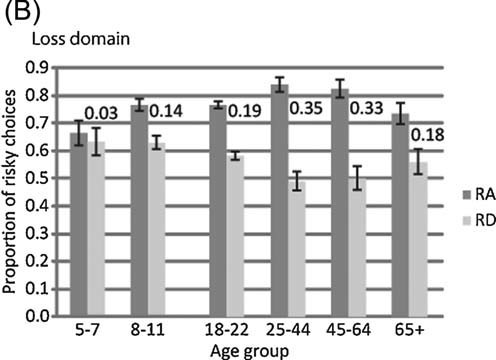 (B)
Loss domain
Proportion of risky choices
0.9
0.8
0.7
0.6
0.5
0.4
0.3
0.2
0.1
0.0
0.03
0.14
0.19
0.35
0.33
0.18
RA
RD
5-7 8-11 18-22 25-44 45-64 65+
Age group